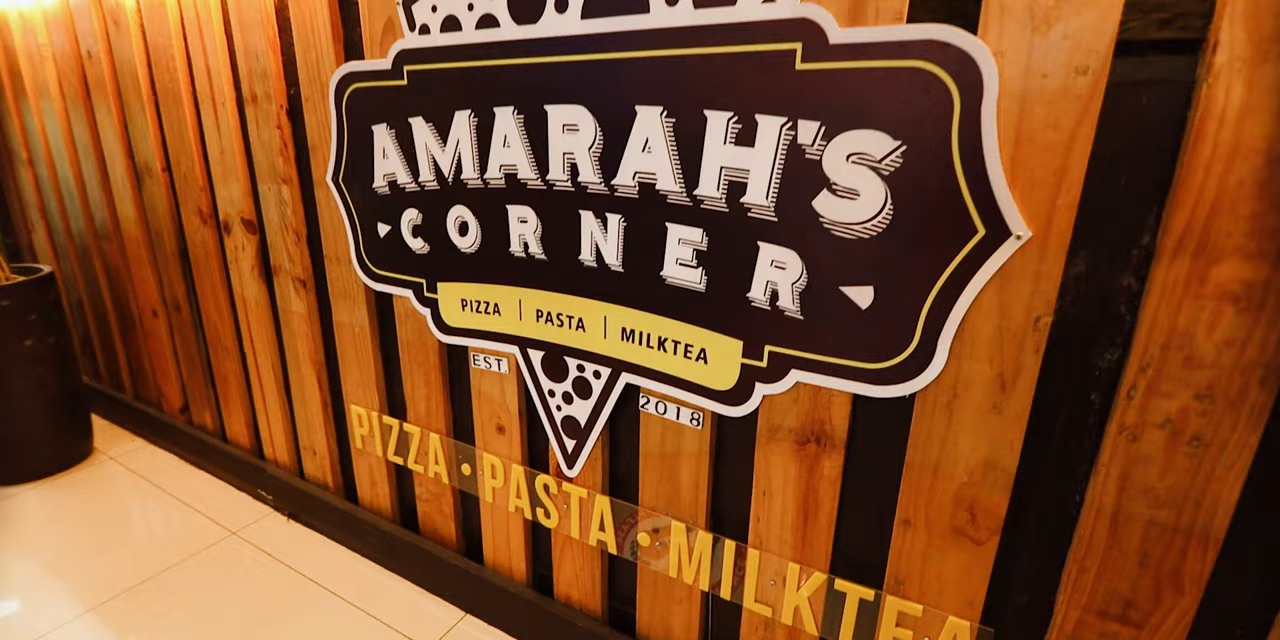 AMARAH'S
CORNER
PIZZA | PASTA | MILKTEA
EST. 2018
PIZZA • PASTA • MILKTEA